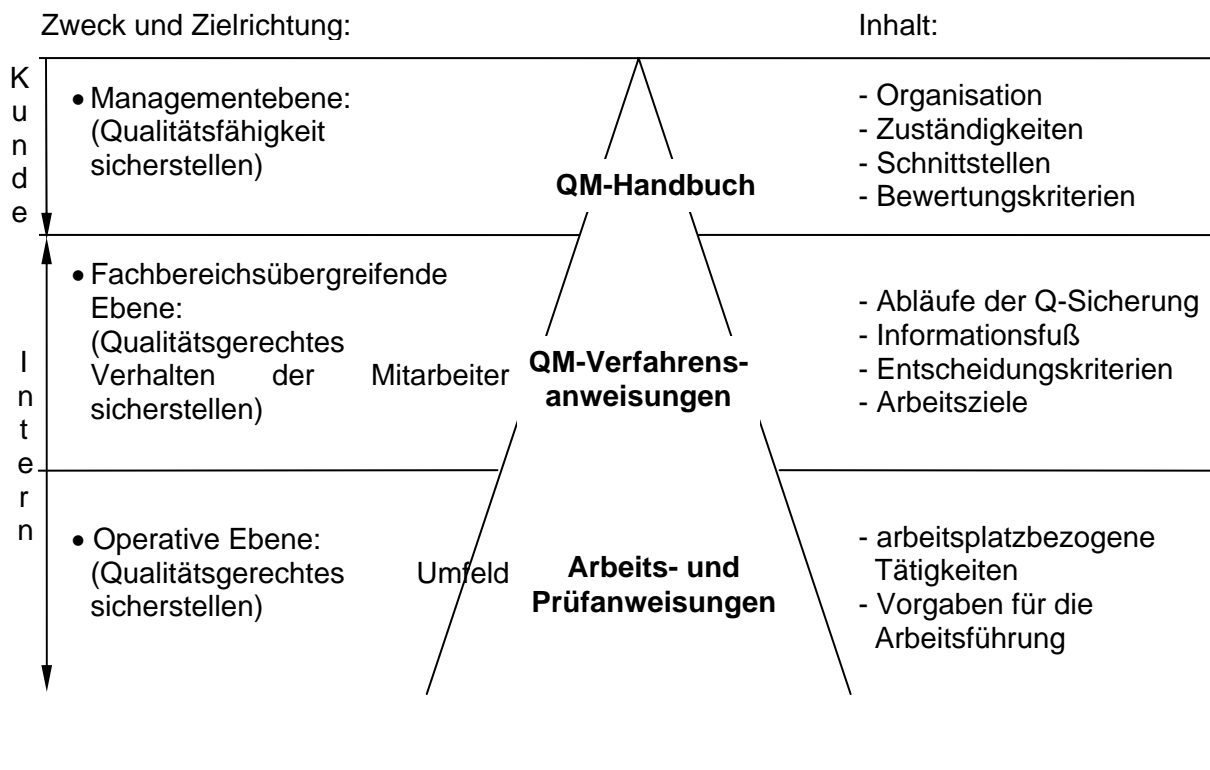 Zweck und Zielrichtung:
Inhalt:
Kunde
• Managementebene:
(Qualitätsfähigkeit
sicherstellen)
QM-Handbuch
- Organisation
- Zuständigkeiten
- Schnittstellen
- Bewertungskriterien
Intern
• Fachbereichsübergreifende
Ebene:
(Qualitätsgerechtes
Verhalten der Mitarbeiter
sicherstellen)
QM-Verfahrens-
anweisungen
- Abläufe der Q-Sicherung
- Informationsfuß
- Entscheidungskriterien
- Arbeitsziele
• Operative Ebene:
(Qualitätsgerechtes Umfeld
sicherstellen)
Arbeits- und
Prüfanweisungen
- arbeitsplatzbezogene
Tätigkeiten
- Vorgaben für die
Arbeitsführung